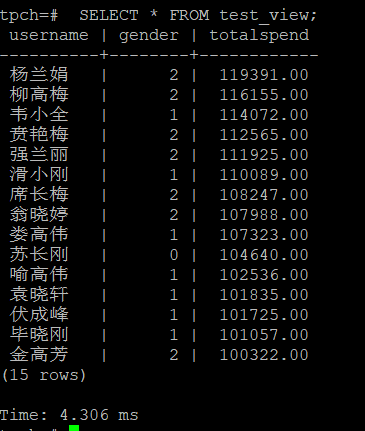 tpch=#  SELECT * FROM test_view;
 username | gender | totalspend
----------+--------+------------
 杨兰娟   |      2 |  119391.00
 柳高梅   |      2 |  116155.00
 韦小全   |      1 |  114072.00
 贲艳梅   |      2 |  112565.00
 强兰丽   |      2 |  111925.00
 滑小刚   |      1 |  110089.00
 席长梅   |      2 |  108247.00
 翁晓婷   |      2 |  107988.00
 娄高伟   |      1 |  107323.00
 苏长刚   |      0 |  104640.00
 喻高伟   |      1 |  102536.00
 袁晓轩   |      1 |  101835.00
 伏成峰   |      1 |  101725.00
 毕晓刚   |      1 |  101057.00
 金高芳   |      2 |  100322.00
(15 rows)
Time: 4.306 ms